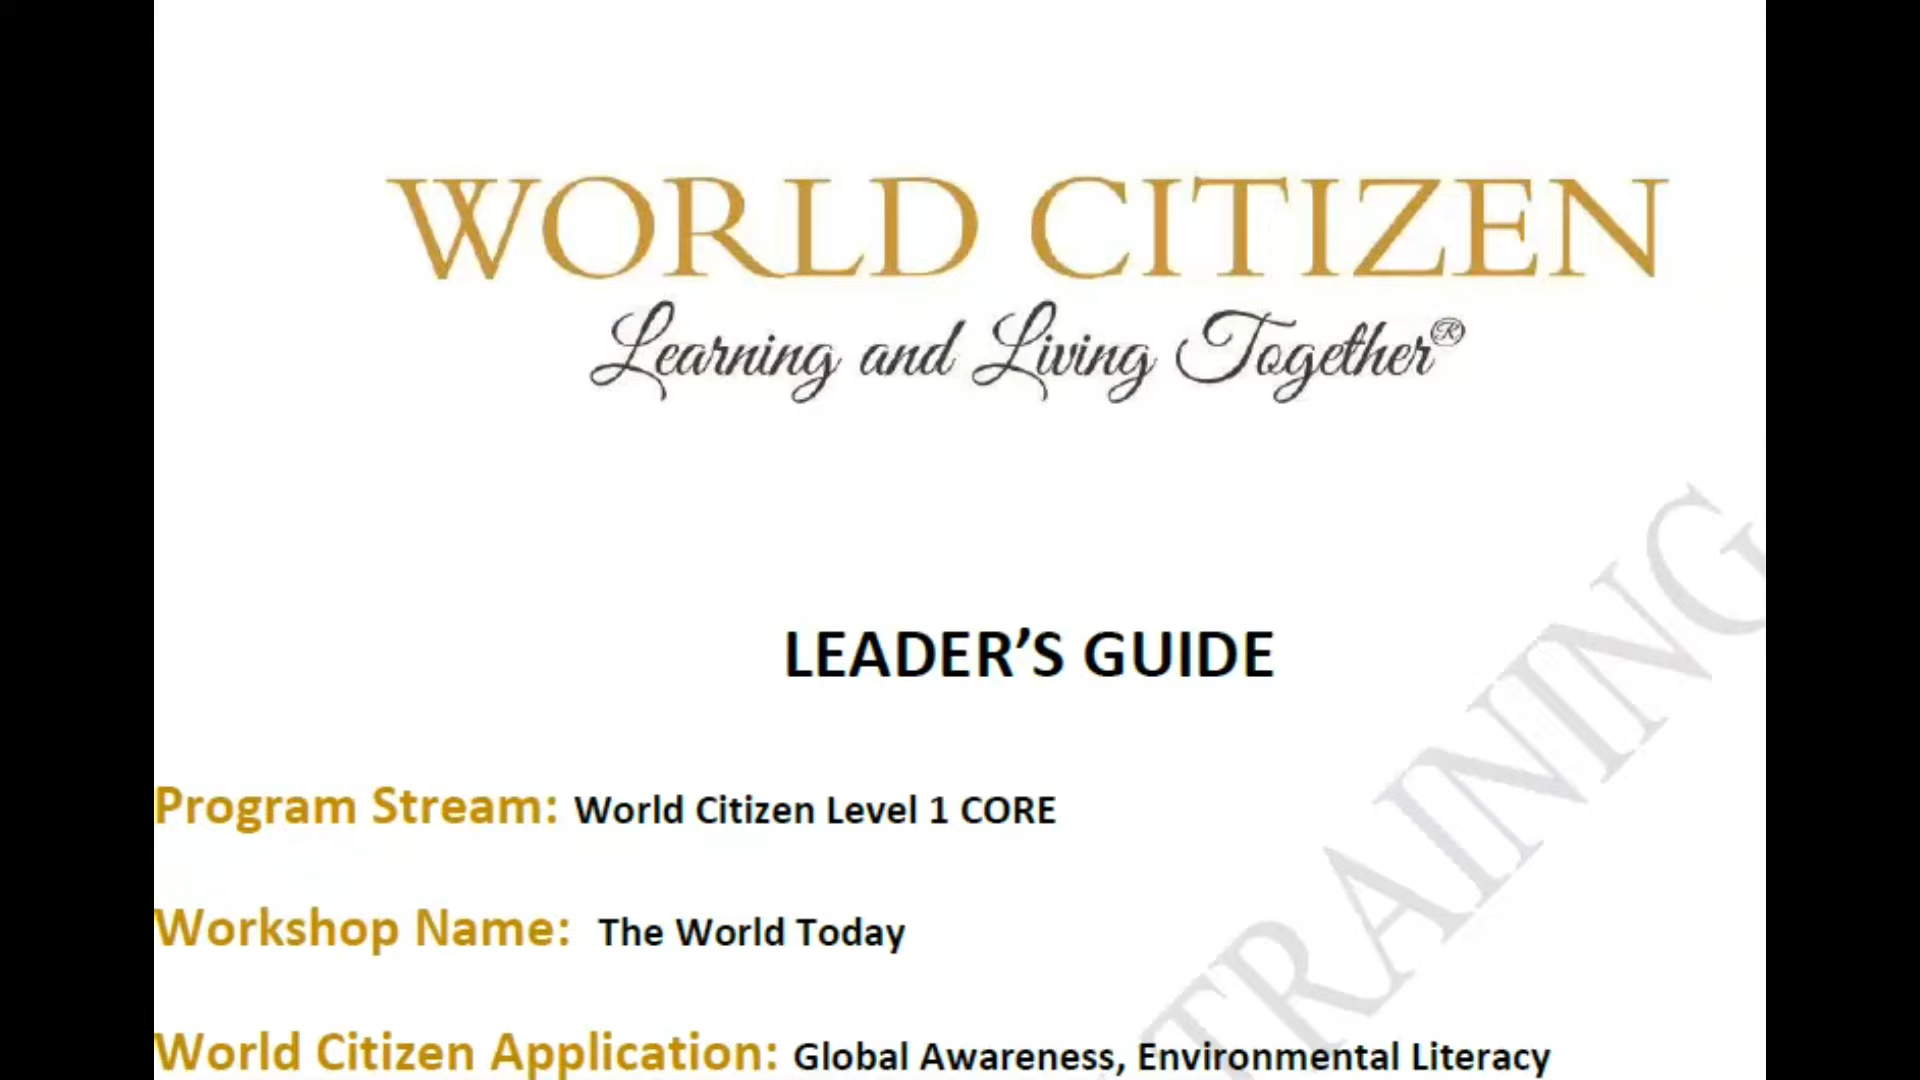 WORLD CITIZEN
Learning and Living Together®
LEADER’S GUIDE
Program Stream: World Citizen Level 1 CORE
Workshop Name: The World Today
World Citizen Application: Global Awareness, Environmental Literacy
TRAINING